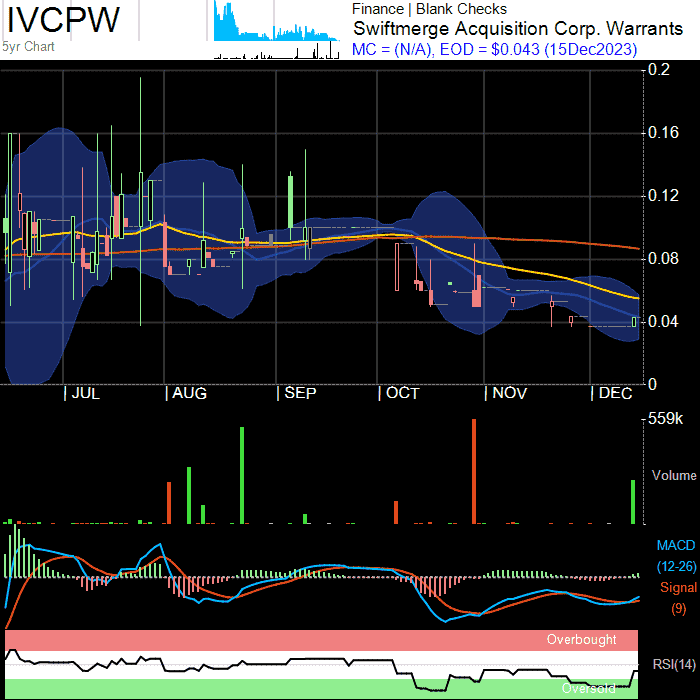 IVCPW
5yr Chart
Finance | Blank Checks
Swiftmerge Acquisition Corp. Warrants
MC = (N/A), EOD = $0.043 (15Dec2023)
0.2
0.16
0.12
0.08
0.04
0
| JUL
| AUG
| SEP
| OCT
| NOV
| DEC
559k
Volume
MACD
(12-26)
Signal
(9)
Overbought
RSI(14)
Oversold